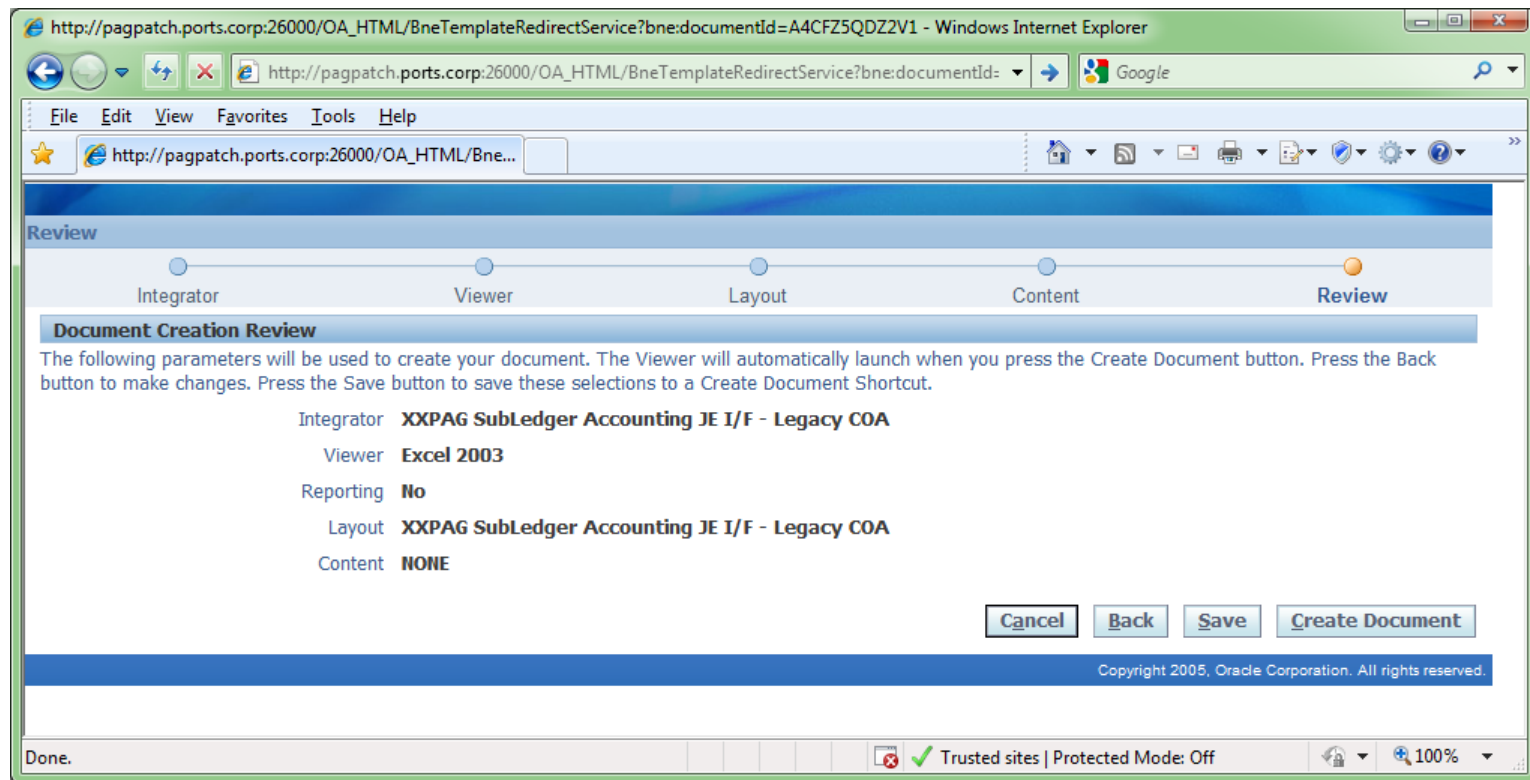 http://pagpatch.ports.corp:26000/OA_HTML/BneTemplateRedirectService?bne:documentId=A4CFZ5QDZ2V1 - Windows Internet Explorer
http://pagpatch.ports.corp:26000/OA_HTML/BneTemplateRedirectService?bne:documentId= Google
File Edit View Favorites Tools Help
http://pagpatch.ports.corp:26000/OA_HTML/Bne...
Review
Integrator Viewer Layout Content Review
Document Creation Review
The following parameters will be used to create your document. The Viewer will automatically launch when you press the Create Document button. Press the Back
button to make changes. Press the Save button to save these selections to a Create Document Shortcut.
Integrator XXPAG SubLedger Accounting JE I/F - Legacy COA
Viewer Excel 2003
Reporting No
Layout XXPAG SubLedger Accounting JE I/F - Legacy COA
Content NONE
Cancel Back Save Create Document
Copyright 2005, Oracle Corporation. All rights reserved.
Done. Trusted sites | Protected Mode: Off 100%